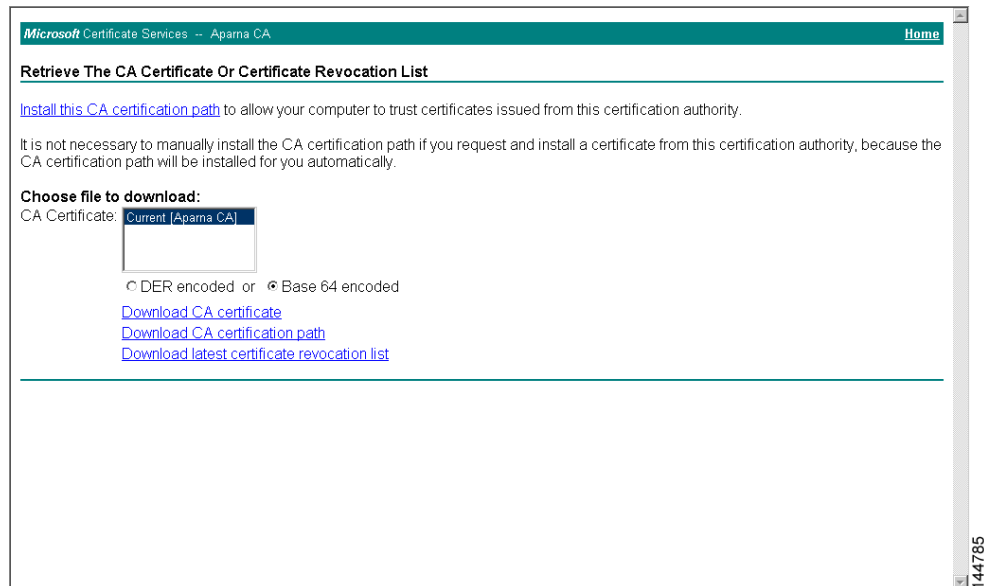 Microsoft Certificate Services -- Aparna CA Home
Retrieve The CA Certificate Or Certificate Revocation List
Install this CA certification path to allow your computer to trust certificates issued from this certification authority.
It is not necessary to manually install the CA certification path if you request and install a certificate from this certification authority, because the
CA certification path will be installed for you automatically.
Choose file to download:
CA Certificate: Current [Aparna CA]
DER encoded or Base 64 encoded
Download CA certificate
Download CA certification path
Download latest certificate revocation list
144785